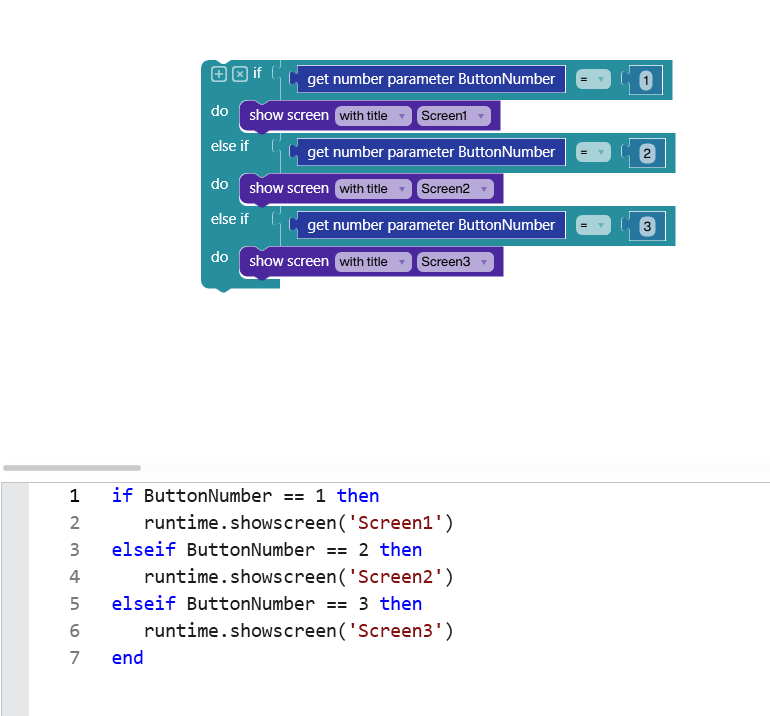 if get number parameter ButtonNumber = 1
do show screen with title Screen1
else if get number parameter ButtonNumber = 2
do show screen with title Screen2
else if get number parameter ButtonNumber = 3
do show screen with title Screen3
1 if ButtonNumber == 1 then
2 runtime.showscreen('Screen1')
3 elseif ButtonNumber == 2 then
4 runtime.showscreen('Screen2')
5 elseif ButtonNumber == 3 then
6 runtime.showscreen('Screen3')
7 end